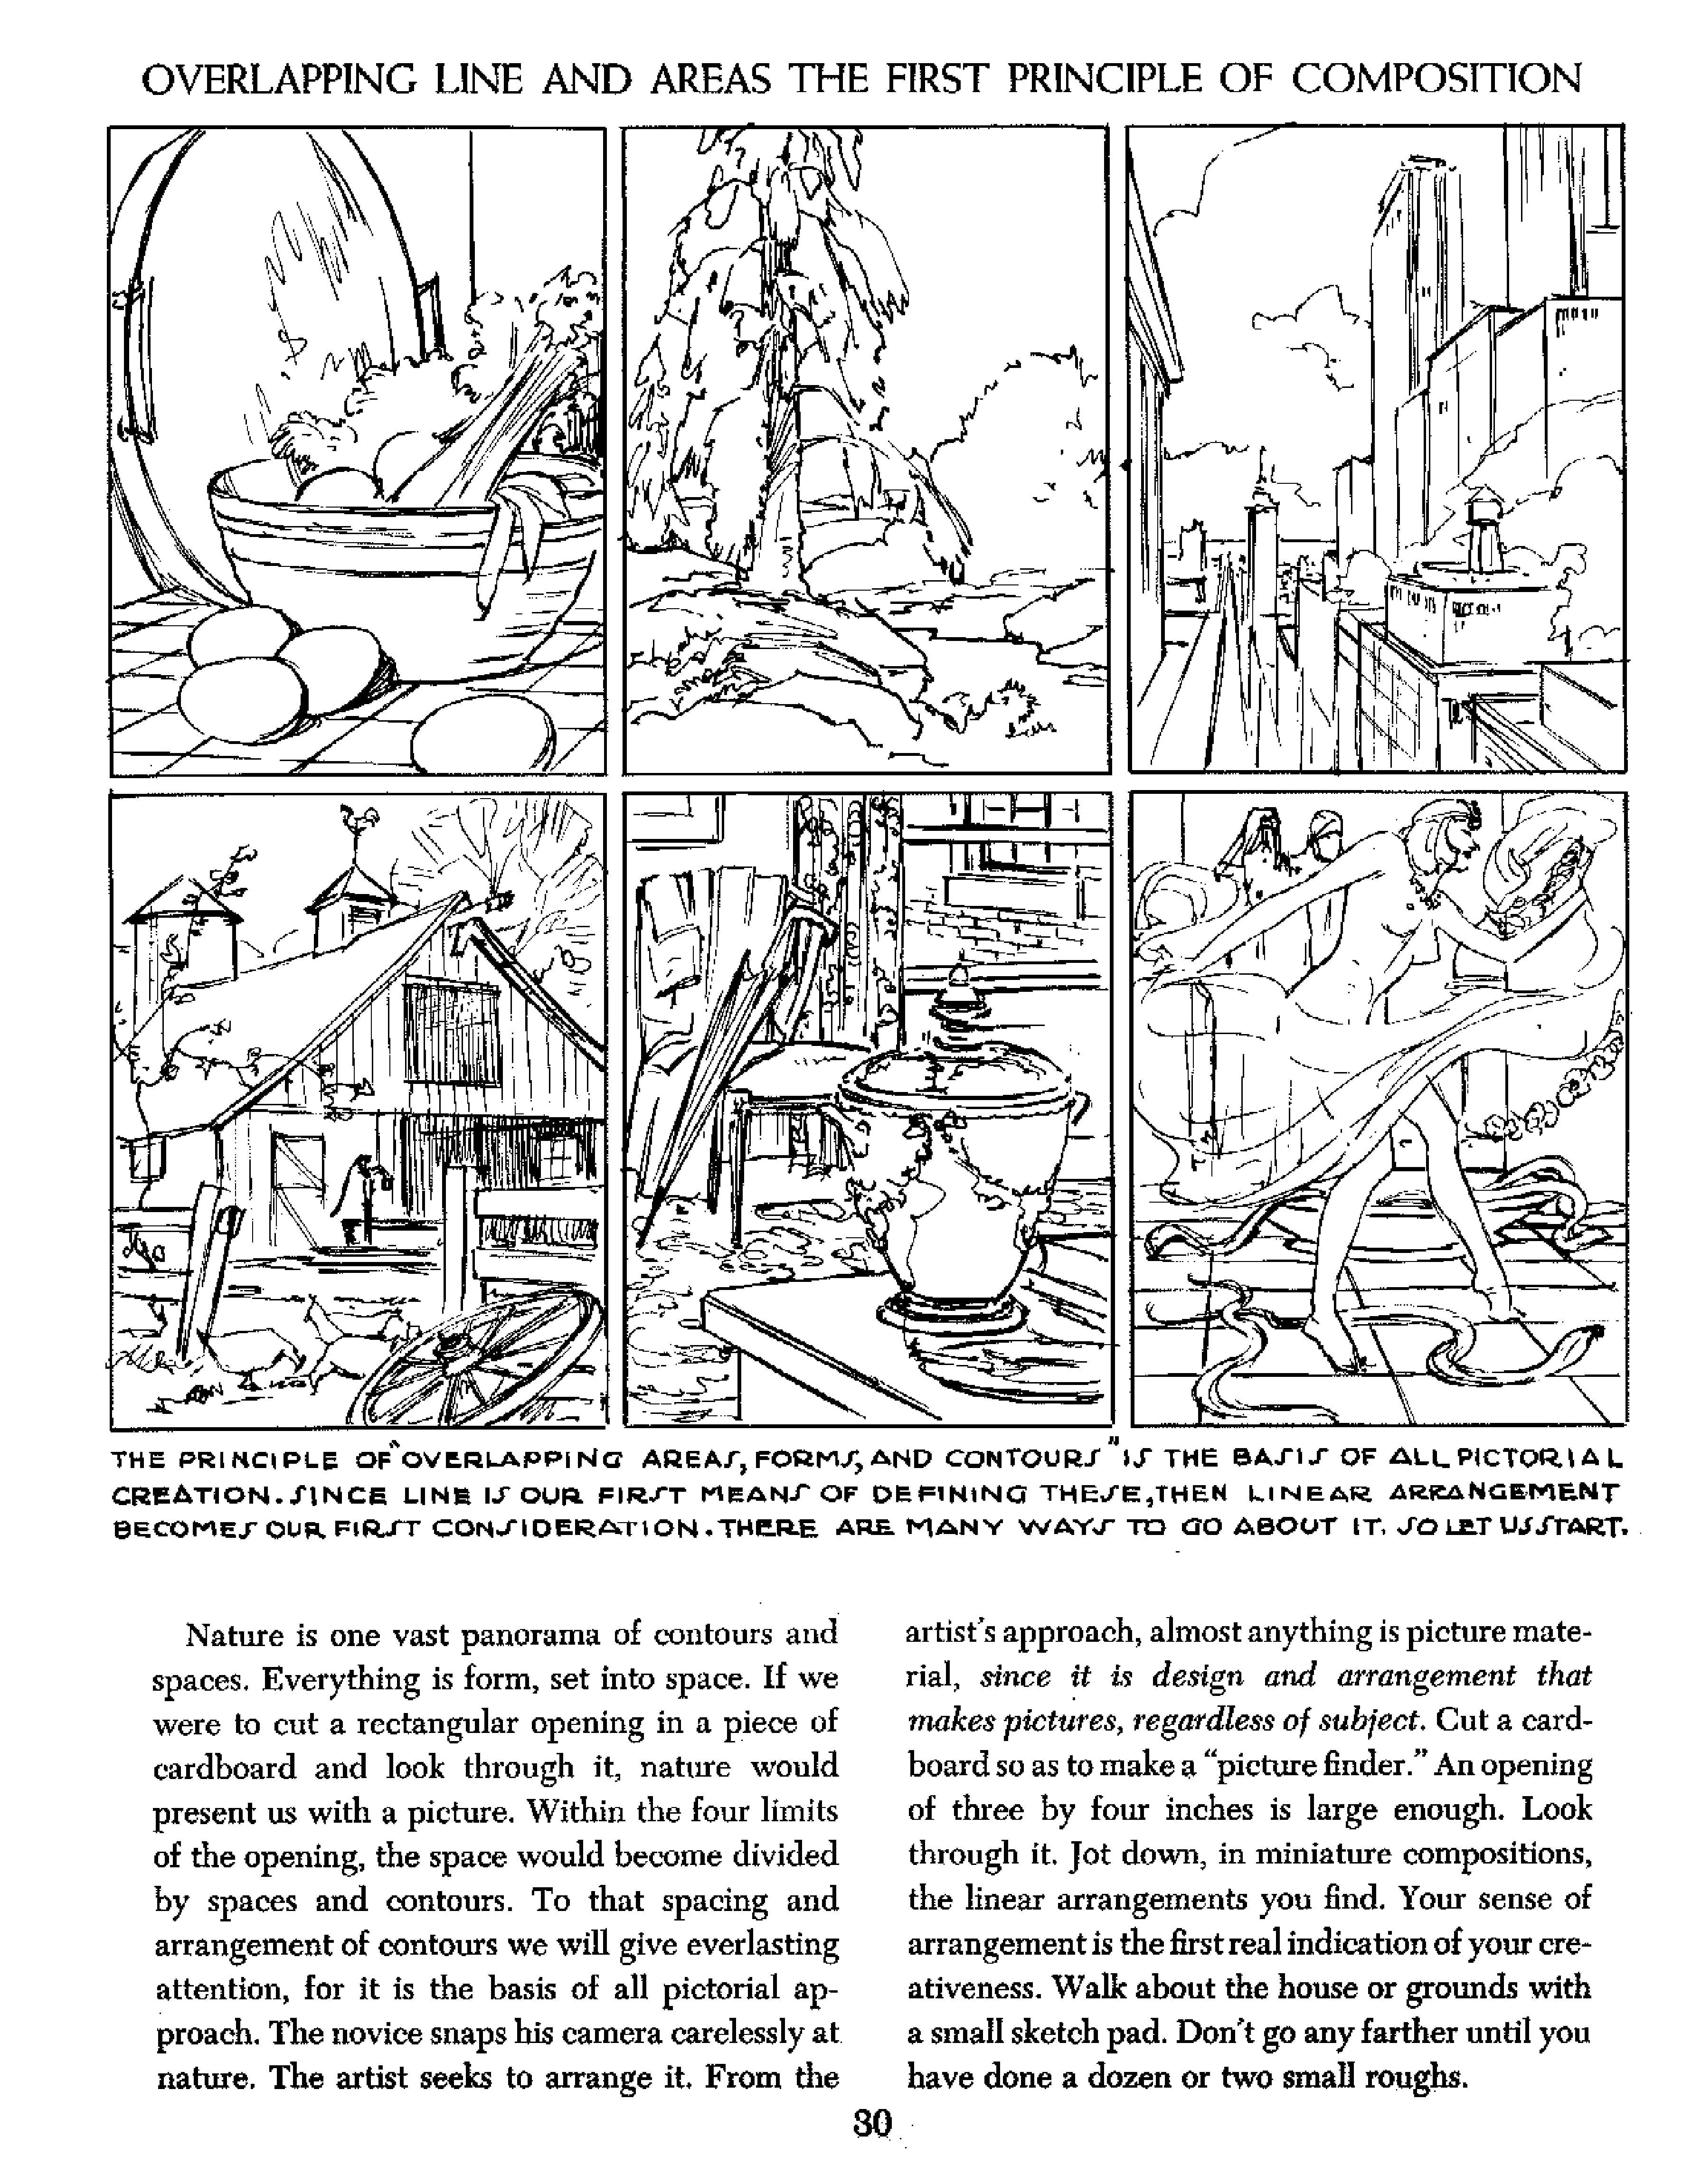 OVERLAPPING LINE AND AREAS THE FIRST PRINCIPLE OF COMPOSITION
THE PRINCIPLE OF "OVERLAPPING AREAS, FORMS, AND CONTOURS" IS THE BASIS OF ALL PICTORIAL
CREATION. SINCE LINE IS OUR FIRST MEANS OF DEFINING THESE, THEN LINEAR ARRANGEMENT
BECOMES OUR FIRST CONSIDERATION. THERE ARE MANY WAYS TO GO ABOUT IT. SO LET US START.
Nature is one vast panorama of contours and
spaces. Everything is form, set into space. If we
were to cut a rectangular opening in a piece of
cardboard and look through it, nature would
present us with a picture. Within the four limits
of the opening, the space would become divided
by spaces and contours. To that spacing and
arrangement of contours we will give everlasting
attention, for it is the basis of all pictorial ap-
proach. The novice snaps his camera carelessly at
nature. The artist seeks to arrange it. From the
artist's approach, almost anything is picture mate-
rial, since it is design and arrangement that
makes pictures, regardless of subject. Cut a card-
board so as to make a "picture finder." An opening
of three by four inches is large enough. Look
through it. Jot down, in miniature compositions,
the linear arrangements you find. Your sense of
arrangement is the first real indication of your cre-
ativeness. Walk about the house or grounds with
a small sketch pad. Don't go any farther until you
have done a dozen or two small roughs.
30